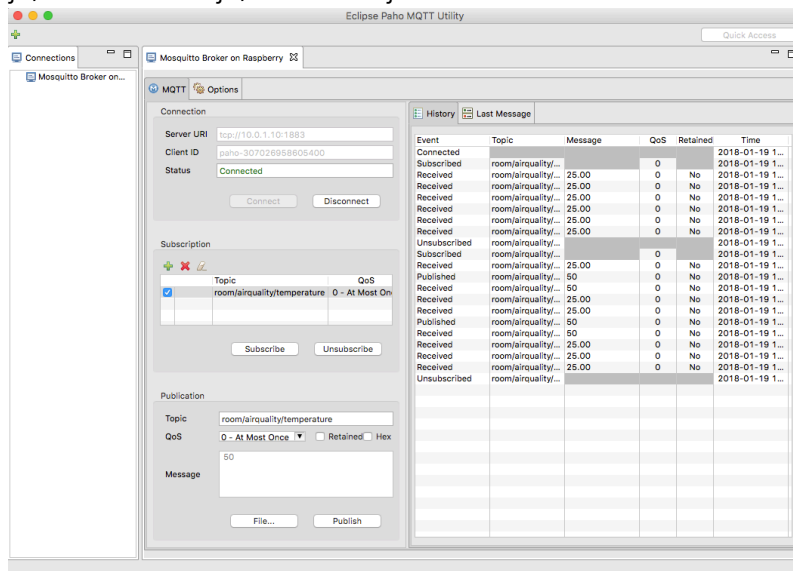 Eclipse Paho MQTT Utility
Quick Access
Connections
Mosquitto Broker on Raspberry
Mosquitto Broker on...
MQTT Options
Connection
Server URI tcp://10.0.1.10:1883
Client ID paho-307026958605400
Status Connected
Connect Disconnect
Subscription
Topic QoS
room/airquality/temperature 0 - At Most On
Subscribe Unsubscribe
Publication
Topic room/airquality/temperature
QoS 0 - At Most Once Retained Hex
Message 50
File... Publish
History Last Message
Event Topic Message QoS Retained Time
Connected 2018-01-19 1...
Subscribed room/airquality/... 0 2018-01-19 1...
Received room/airquality/... 25.00 0 No 2018-01-19 1...
Received room/airquality/... 25.00 0 No 2018-01-19 1...
Received room/airquality/... 25.00 0 No 2018-01-19 1...
Received room/airquality/... 25.00 0 No 2018-01-19 1...
Received room/airquality/... 25.00 0 No 2018-01-19 1...
Received room/airquality/... 25.00 0 No 2018-01-19 1...
Unsubscribed room/airquality/... 2018-01-19 1...
Subscribed room/airquality/... 0 2018-01-19 1...
Received room/airquality/... 25.00 0 No 2018-01-19 1...
Published room/airquality/... 50 0 No 2018-01-19 1...
Received room/airquality/... 50 0 No 2018-01-19 1...
Received room/airquality/... 25.00 0 No 2018-01-19 1...
Received room/airquality/... 25.00 0 No 2018-01-19 1...
Published room/airquality/... 50 0 No 2018-01-19 1...
Received room/airquality/... 50 0 No 2018-01-19 1...
Received room/airquality/... 25.00 0 No 2018-01-19 1...
Received room/airquality/... 25.00 0 No 2018-01-19 1...
Received room/airquality/... 25.00 0 No 2018-01-19 1...
Unsubscribed room/airquality/... 2018-01-19 1...